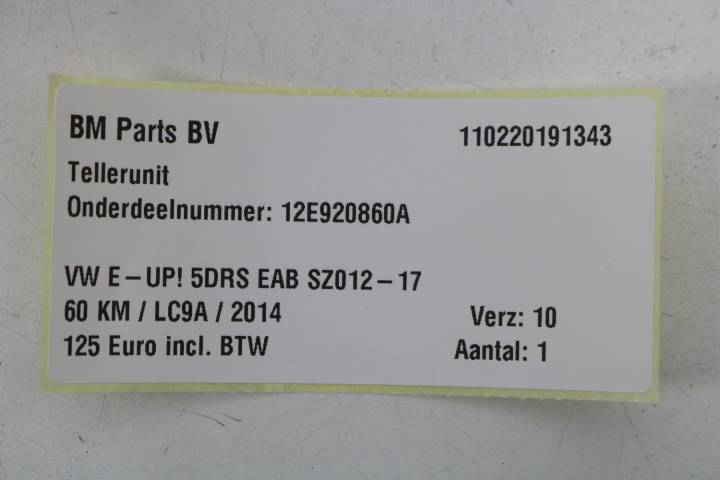 BM Parts BV 110220191343
Tellerunit
Onderdeelnummer: 12E920860A
VW E-UP! 5DRS EAB SZ012-17
60 KM / LC9A / 2014 Verz: 10
125 Euro incl. BTW Aantal: 1